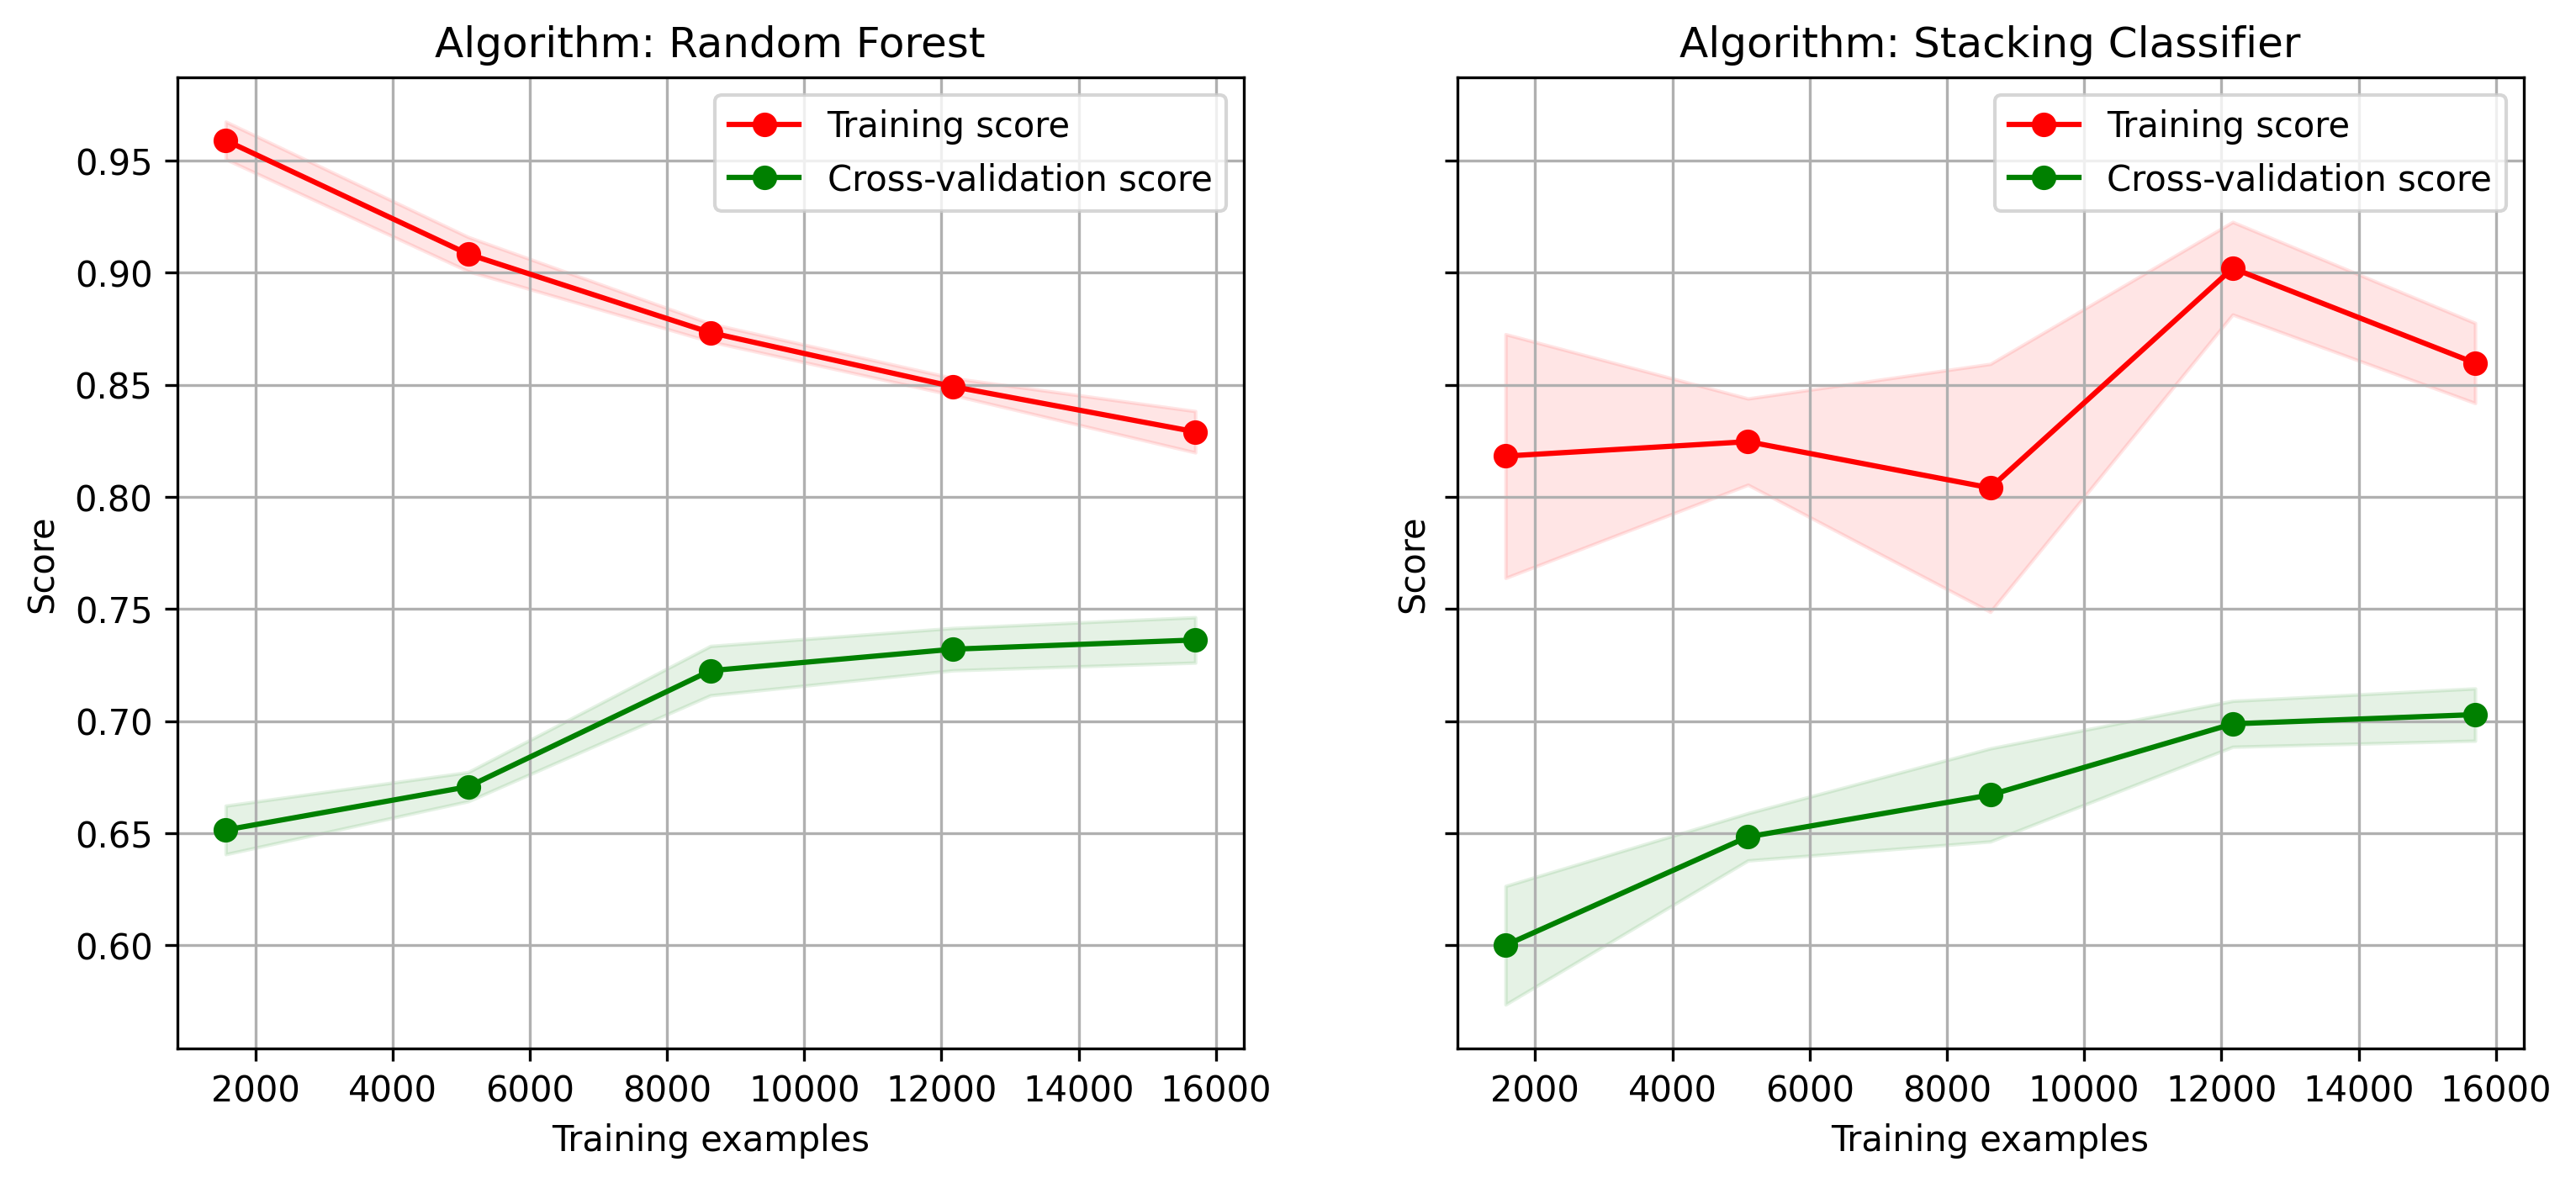 Algorithm: Random Forest
Training score
Cross-validation score
0.95
0.90
0.85
0.80
0.75
0.70
0.65
0.60
Score
2000 4000 6000 8000 10000 12000 14000 16000
Training examples
Algorithm: Stacking Classifier
Training score
Cross-validation score
Score
2000 4000 6000 8000 10000 12000 14000 16000
Training examples